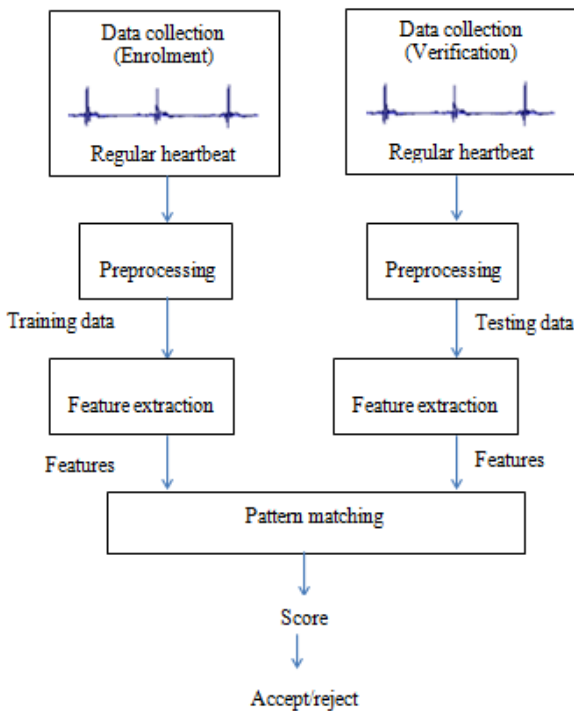 Data collection
(Enrolment)
Regular heartbeat
Data collection
(Verification)
Regular heartbeat
Preprocessing
Preprocessing
Training data
Testing data
Feature extraction
Feature extraction
Features
Features
Pattern matching
Score
Accept/reject